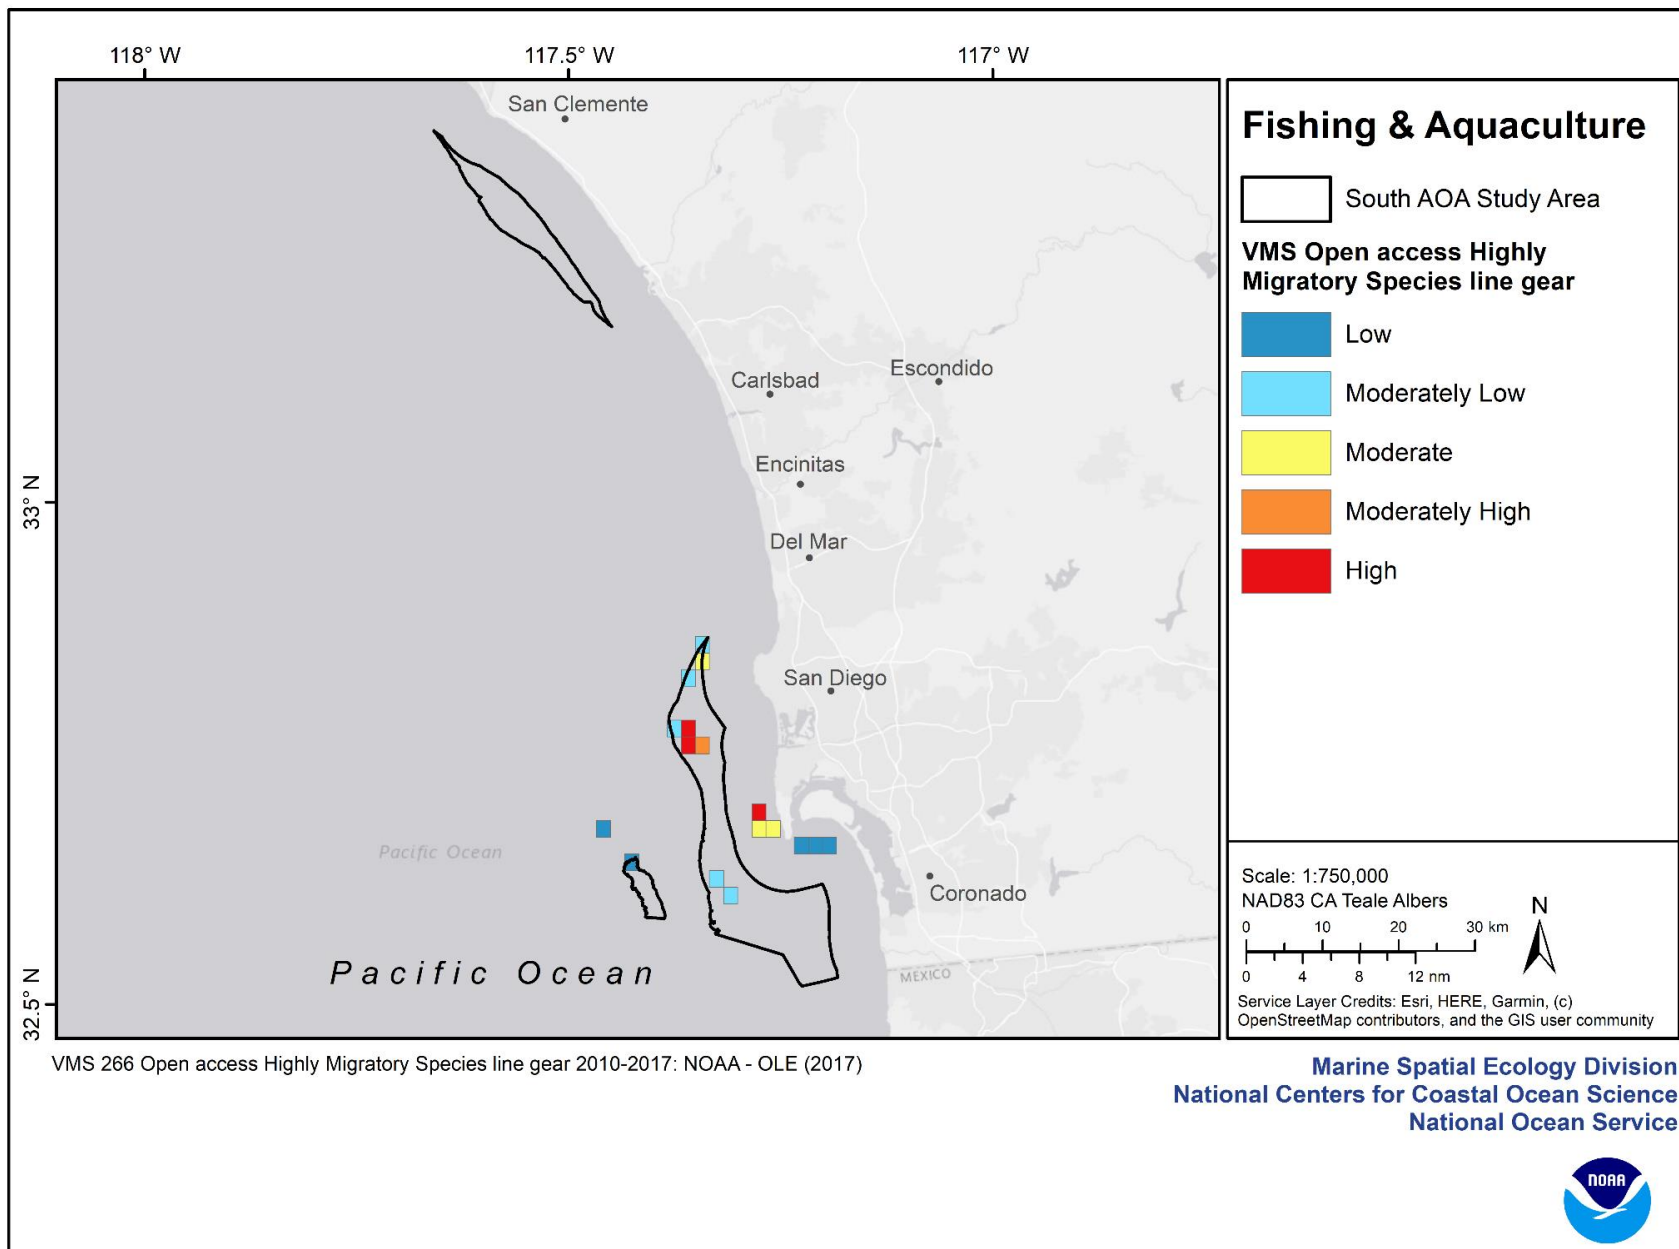 118° W
117.5° W
117° W
San Clemente
Carlsbad
Escondido
Encinitas
33° N
Del Mar
San Diego
Pacific Ocean
Coronado
Pacific Ocean
MEXICO
32.5° N
Fishing & Aquaculture
South AOA Study Area
VMS Open access Highly
Migratory Species line gear
Low
Moderately Low
Moderate
Moderately High
High
Scale: 1:750,000
NAD83 CA Teale Albers
N
0 10 20 30 km
0 4 8 12 nm
Service Layer Credits: Esri, HERE, Garmin, (c)
OpenStreetMap contributors, and the GIS user community
VMS 266 Open access Highly Migratory Species line gear 2010-2017: NOAA - OLE (2017)
Marine Spatial Ecology Division
National Centers for Coastal Ocean Science
National Ocean Service
NOAA